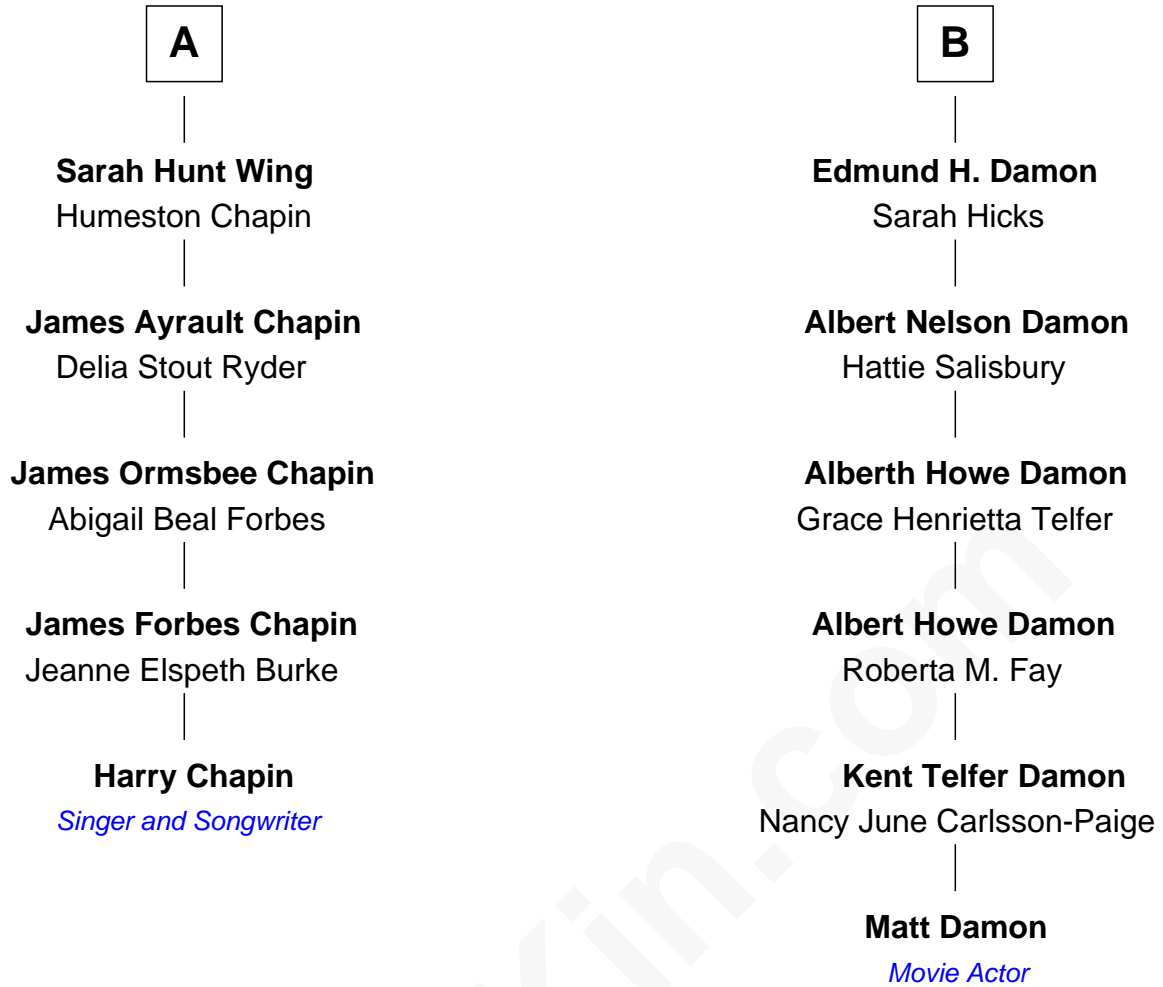 A
Sarah Hunt Wing
Humeston Chapin
James Ayrault Chapin
Delia Stout Ryder
James Ormsbee Chapin
Abigail Beal Forbes
James Forbes Chapin
Jeanne Elspeth Burke
Harry Chapin
Singer and Songwriter
B
Edmund H. Damon
Sarah Hicks
Albert Nelson Damon
Hattie Salisbury
Alberth Howe Damon
Grace Henrietta Telfer
Albert Howe Damon
Roberta M. Fay
Kent Telfer Damon
Nancy June Carlsson-Paige
Matt Damon
Movie Actor
Kin.com